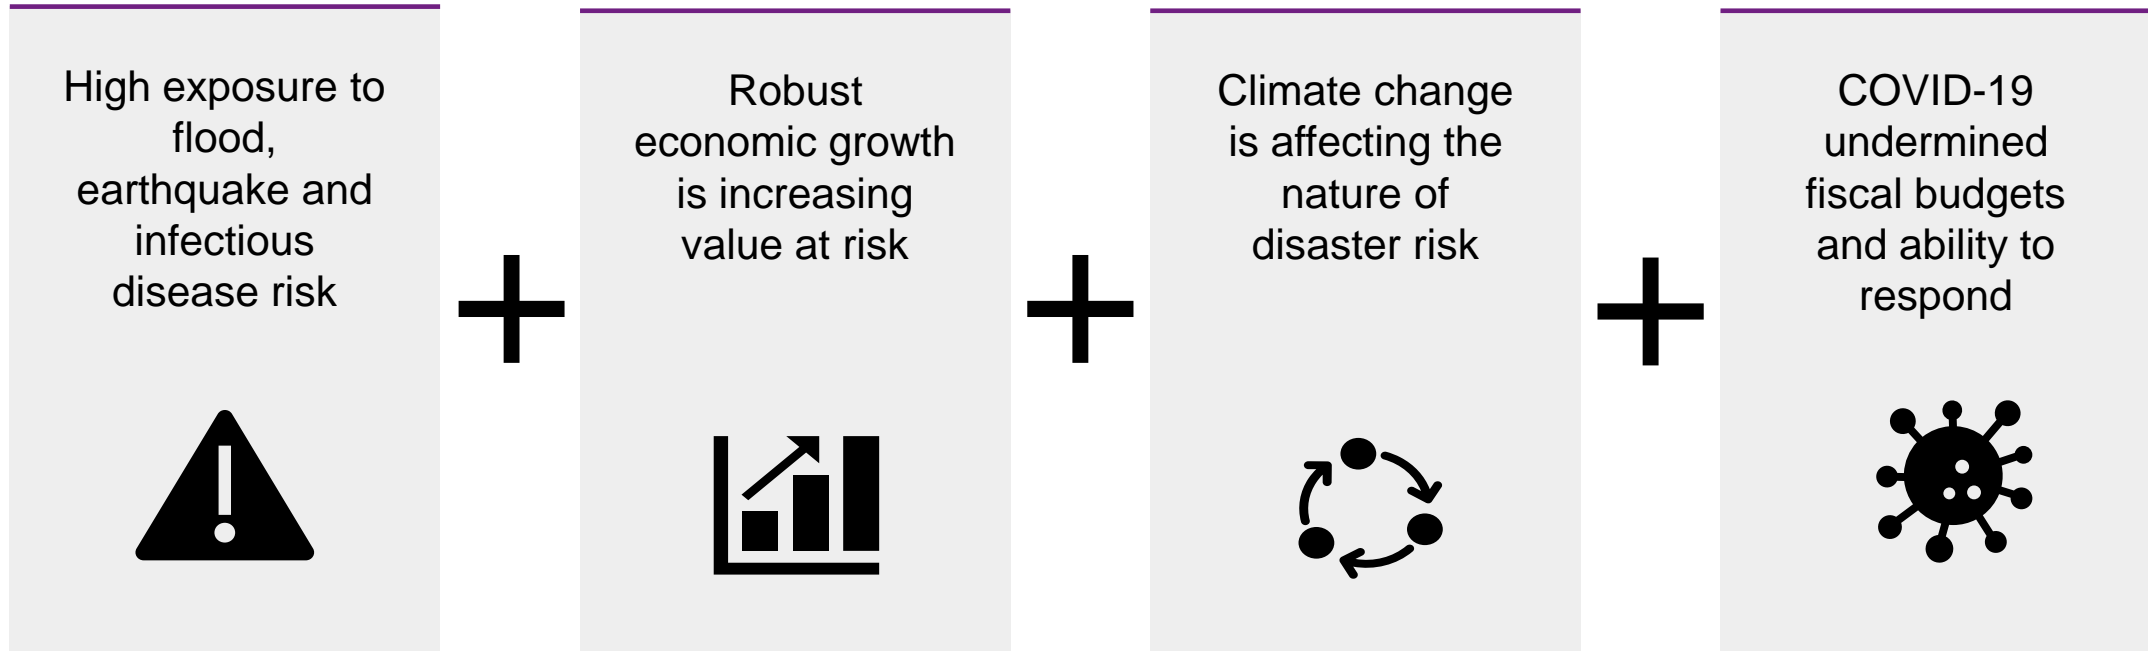 High exposure to
flood,
earthquake and
infectious
disease risk
Robust
economic growth
is increasing
value at risk
Climate change
is affecting the
nature of
disaster risk
COVID-19
undermined
fiscal budgets
and ability to
respond